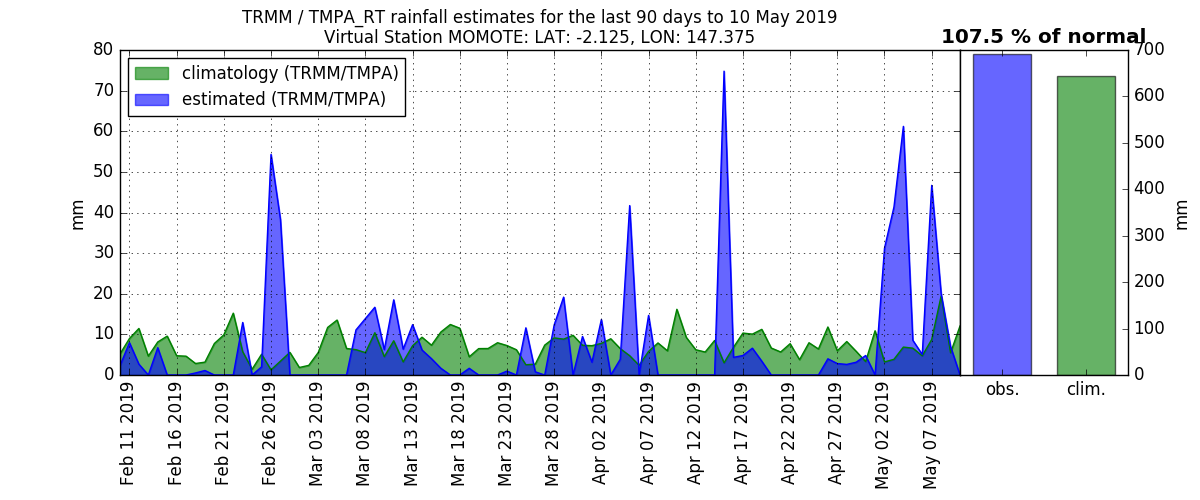 TRMM / TMPA_RT rainfall estimates for the last 90 days to 10 May 2019
Virtual Station MOMOTE: LAT: -2.125, LON: 147.375
107.5 % of normal
climatology (TRMM/TMPA)
estimated (TRMM/TMPA)
mm
80
70
60
50
40
30
20
10
0
Feb 11 2019
Feb 16 2019
Feb 21 2019
Feb 26 2019
Mar 03 2019
Mar 08 2019
Mar 13 2019
Mar 18 2019
Mar 23 2019
Mar 28 2019
Apr 02 2019
Apr 07 2019
Apr 12 2019
Apr 17 2019
Apr 22 2019
Apr 27 2019
May 02 2019
May 07 2019
700
600
500
400
300
200
100
0
mm
obs.
clim.